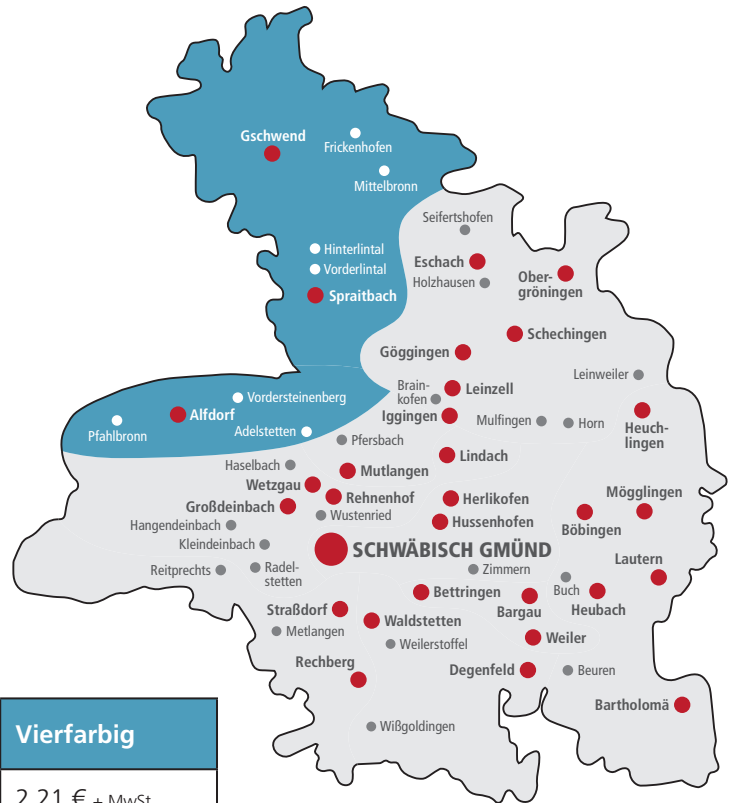 Gschwend
Frickenhofen
Mittelbronn
Seifertshofen
Hinterlintal
Eschach
Vorderlintal
Ober-
gröningen
Holzhausen
Spraitbach
Schechingen
Göggingen
Leinweiler
Brain-
kofen
Leinzell
Vordersteinenberg
Alfdorf
Iggingen
Mulfingen
Horn
Heuch-
lingen
Pfahlbronn
Adelstetten
Pfersbach
Lindach
Haselbach
Mutlangen
Wetzgau
Rehnenhof
Herlikofen
Mögglingen
Großdeinbach
Wustenried
Hussenhofen
Böbingen
Hangendeinbach
Kleindeinbach
SCHWÄBISCH GMÜND
Lautern
Reitprechts
Radel-
stetten
Zimmern
Buch
Bettringen
Bargau
Heubach
Straßdorf
Waldstetten
Metlangen
Weilerstoffel
Weiler
Rechberg
Degenfeld
Beuren
Bartholomä
Wißgoldingen
Vierfarbig
2,21 € + MwSt